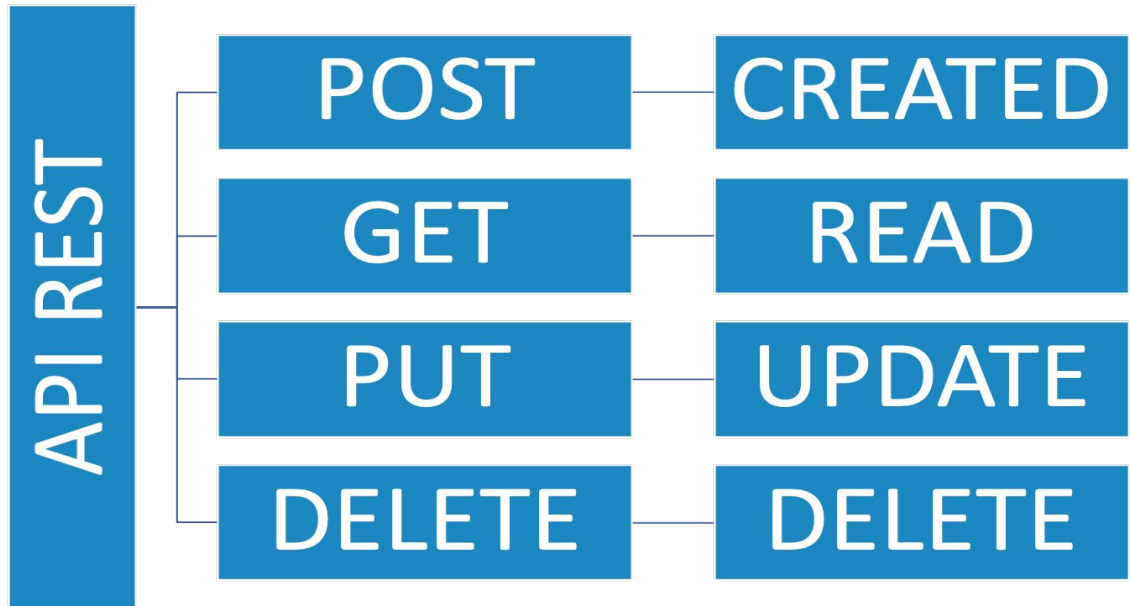 API REST
POST
CREATED
GET
READ
PUT
UPDATE
DELETE
DELETE